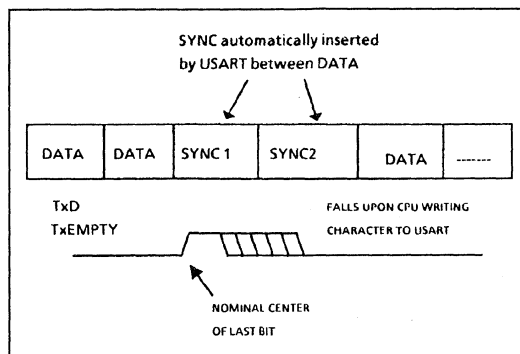 SYNC automatically inserted
by USART between DATA
DATA DATA SYNC 1 SYNC2 DATA -------
TxD
TxEMPTY
FALLS UPON CPU WRITING
CHARACTER TO USART
NOMINAL CENTER
OF LAST BIT